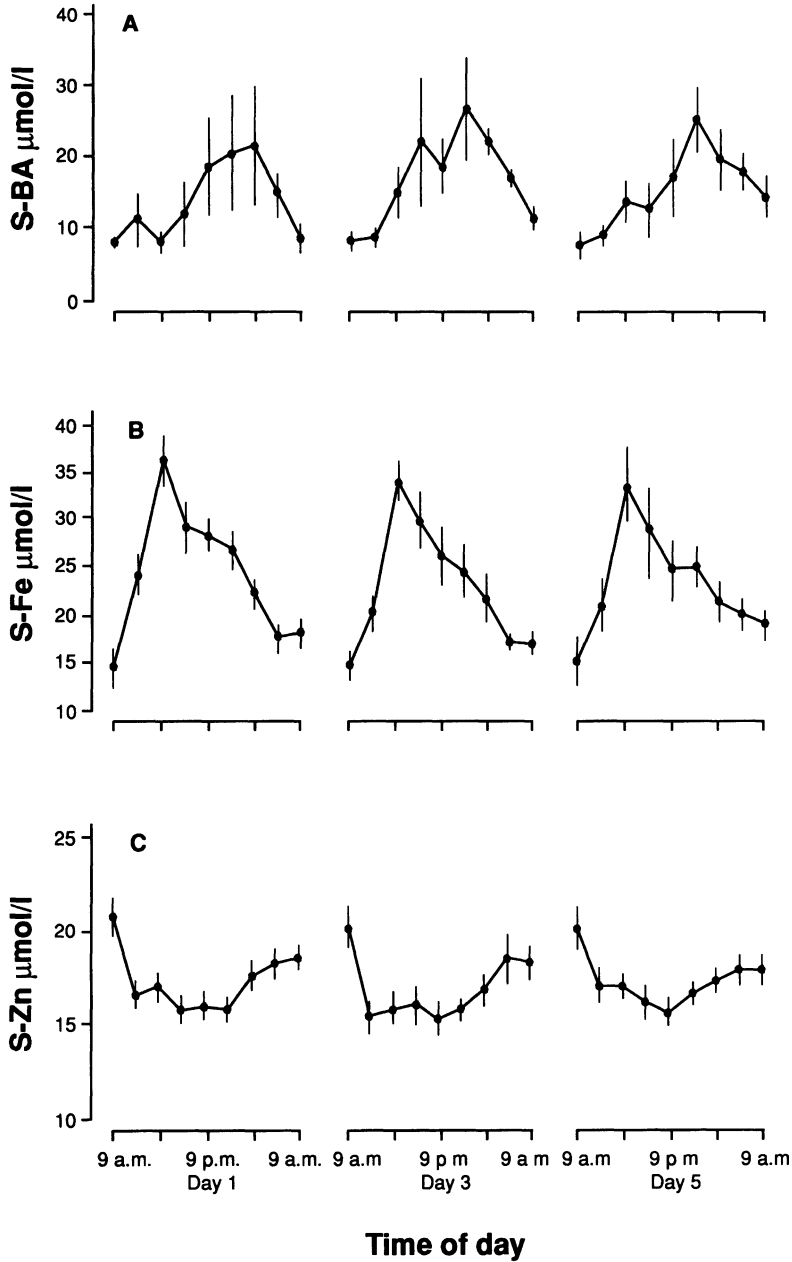 A
S-BA µmol/l
40
30
20
10
0
B
S-Fe µmol/l
40
35
30
25
20
15
10
C
S-Zn µmol/l
25
20
15
10
9 a.m. 9 p.m. 9 a.m. 9 a.m 9 p m 9 a m 9 a.m 9 p m 9 a.m
Day 1 Day 3 Day 5
Time of day